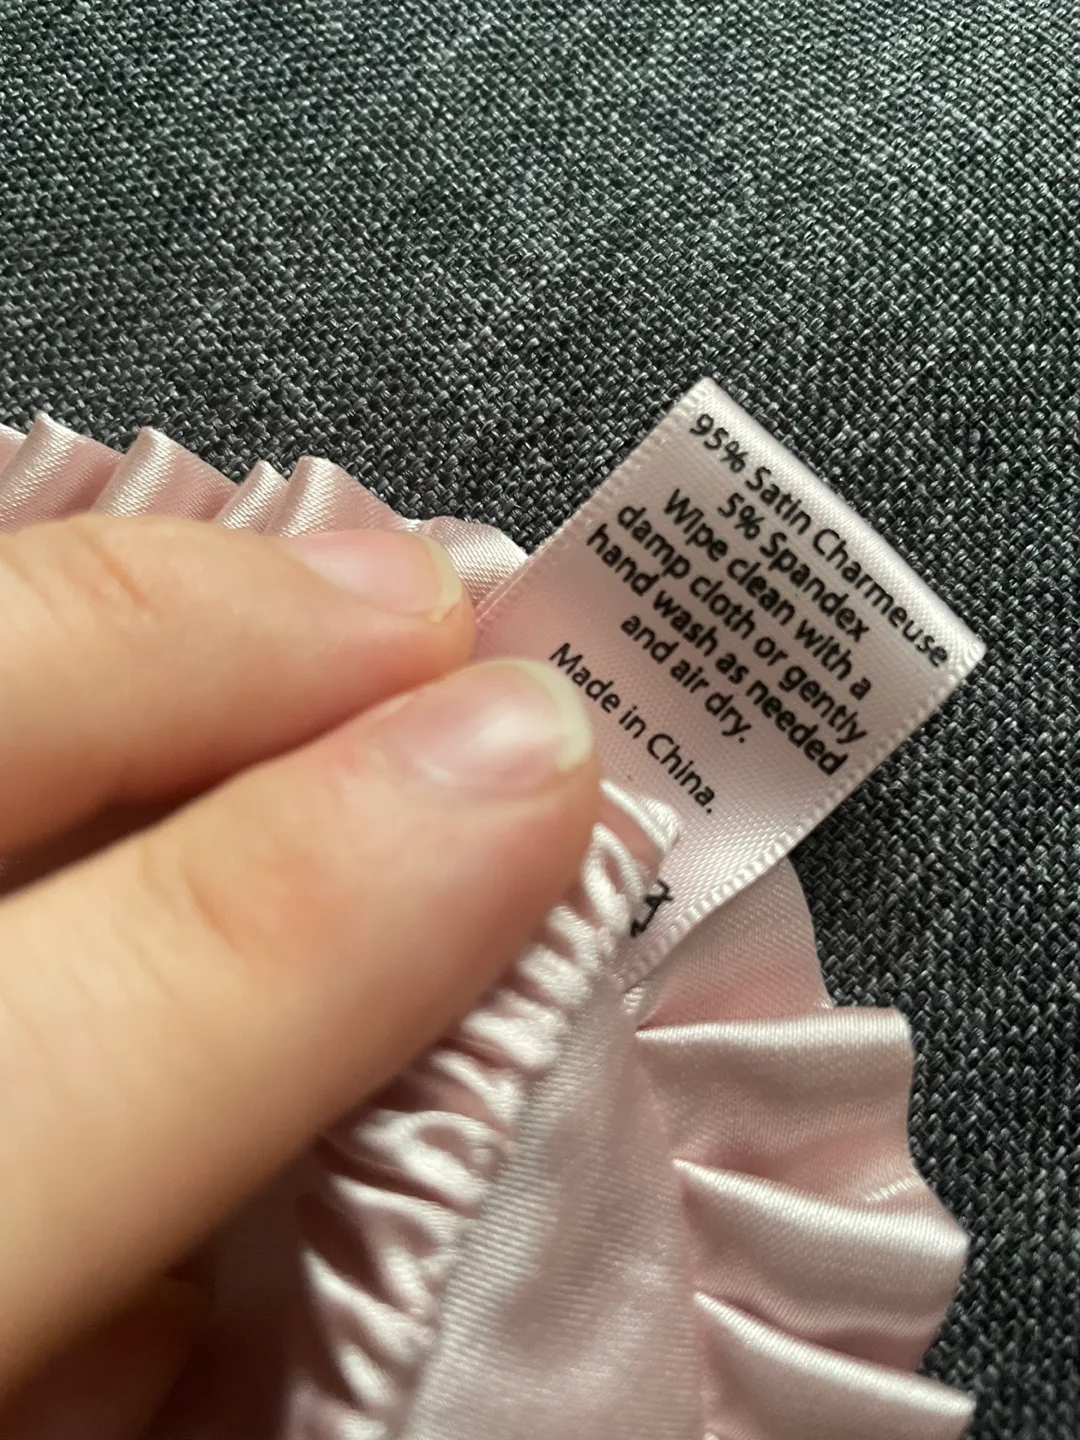 95% Satin Charmeuse
5% Spandex
Wipe clean with a
damp cloth or gently
hand wash as needed
and air dry.
Made in China.